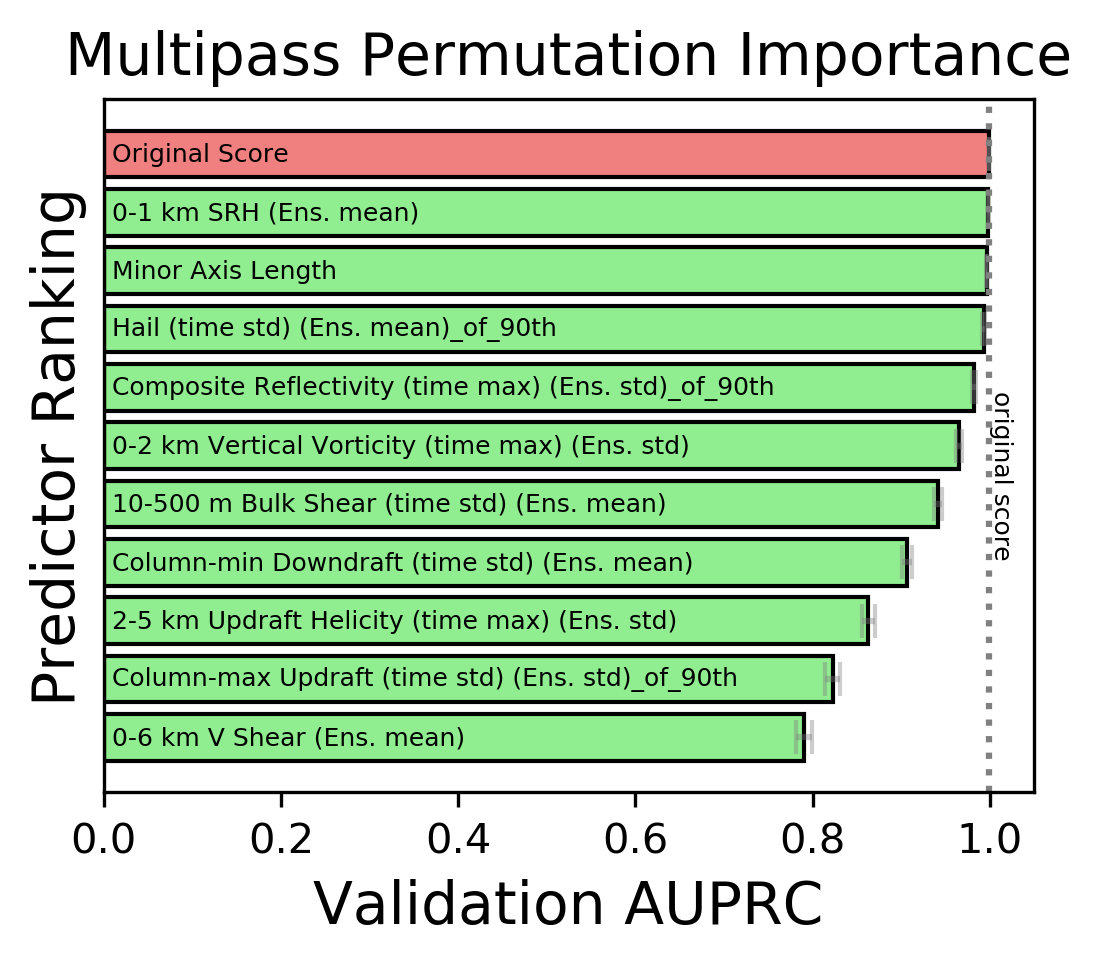 Multipass Permutation Importance
Predictor Ranking
Original Score
0-1 km SRH (Ens. mean)
Minor Axis Length
Hail (time std) (Ens. mean)_of_90th
Composite Reflectivity (time max) (Ens. std)_of_90th
0-2 km Vertical Vorticity (time max) (Ens. std)
10-500 m Bulk Shear (time std) (Ens. mean)
Column-min Downdraft (time std) (Ens. mean)
2-5 km Updraft Helicity (time max) (Ens. std)
Column-max Updraft (time std) (Ens. std)_of_90th
0-6 km V Shear (Ens. mean)
original score
0.0 0.2 0.4 0.6 0.8 1.0
Validation AUPRC